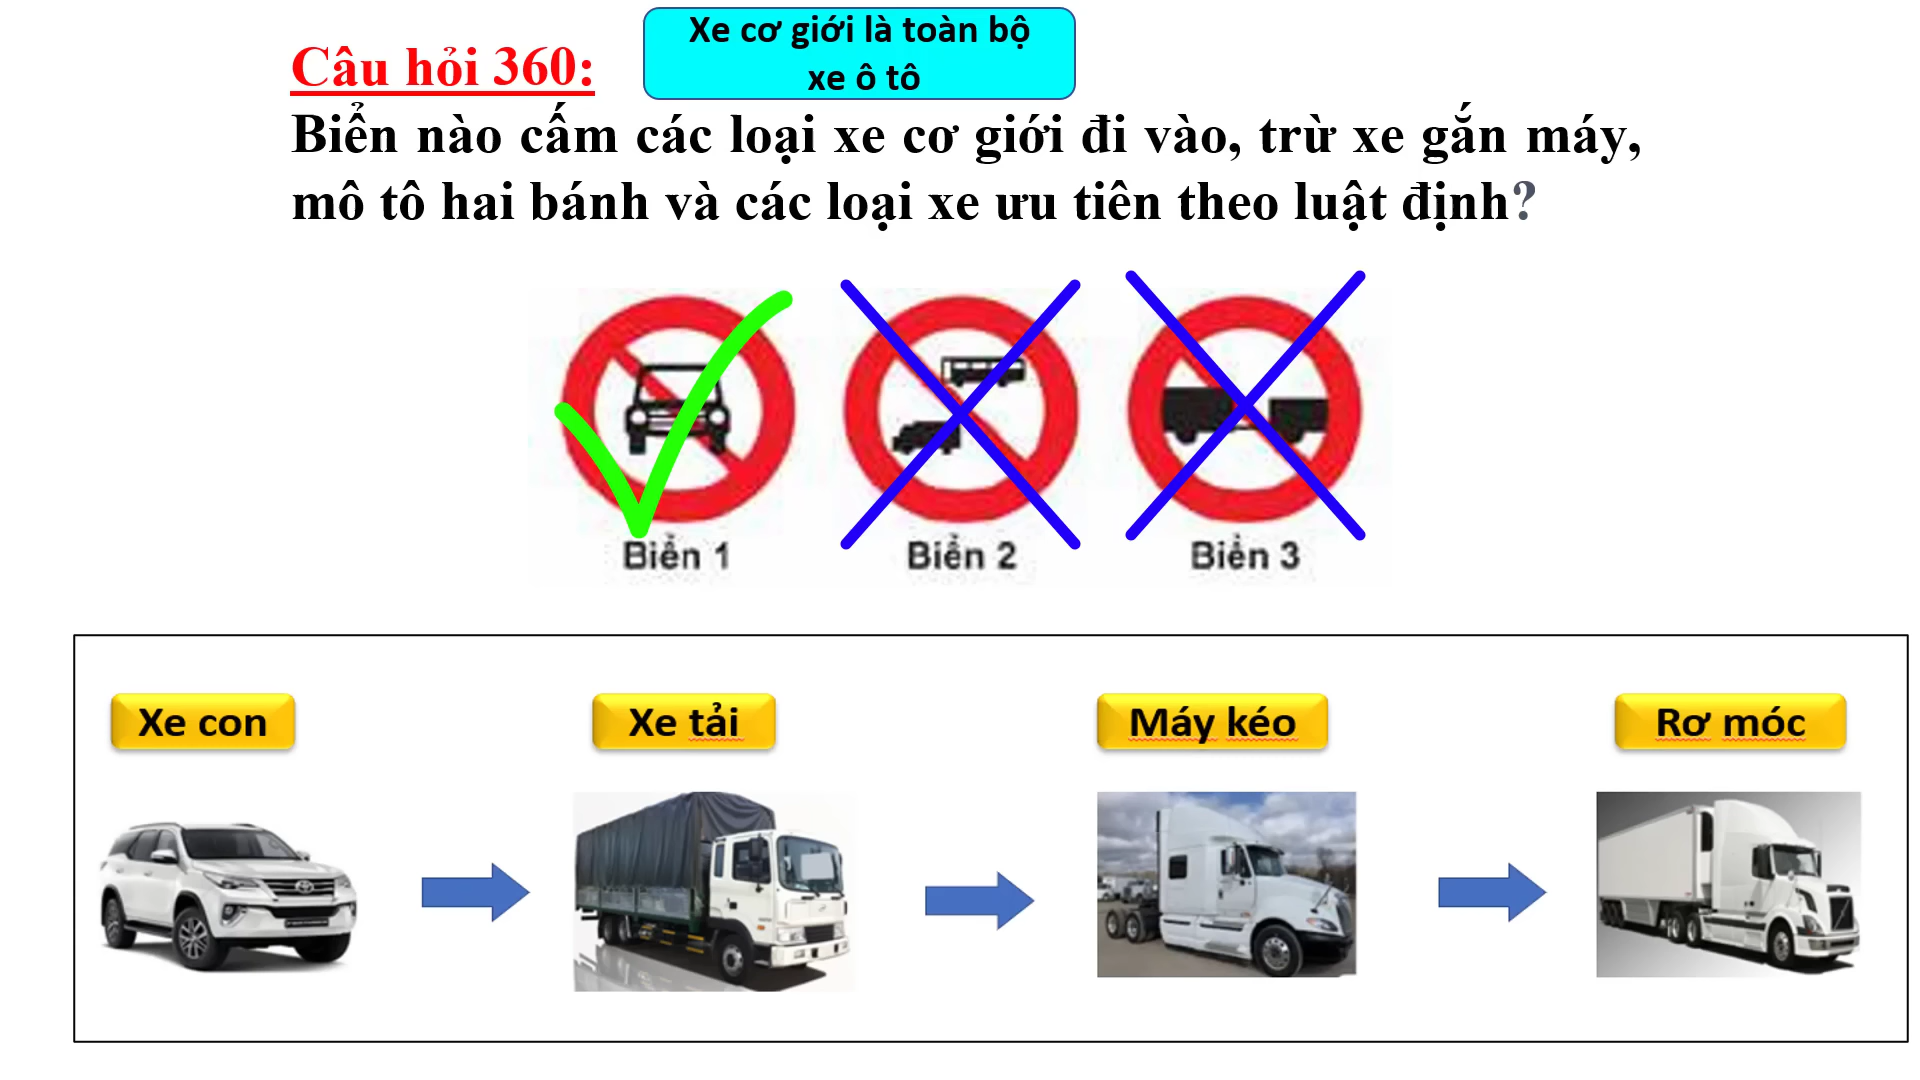 Câu hỏi 360:
Xe cơ giới là toàn bộ
xe ô tô
Biển nào cấm các loại xe cơ giới đi vào, trừ xe gắn máy,
mô tô hai bánh và các loại xe ưu tiên theo luật định?
Biển 1
Biển 2
Biển 3
Xe con
Xe tải
Máy kéo
Rơ móc